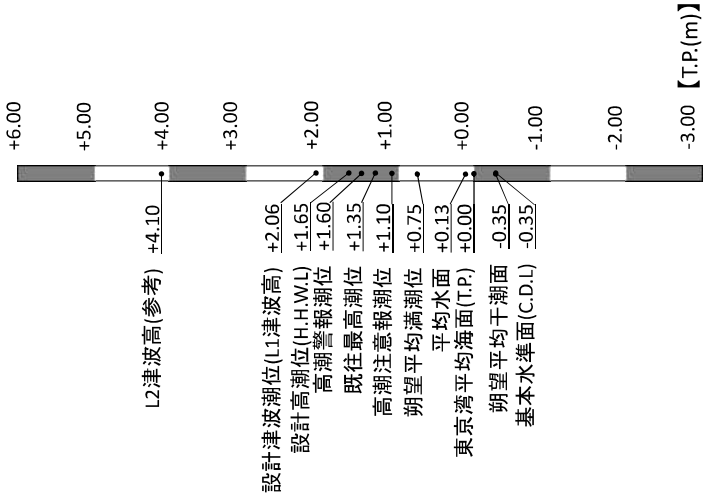 【T.P.(m)】
+6.00
+5.00
+4.00
+3.00
+2.00
+1.00
+0.00
-1.00
-2.00
-3.00
L2津波高(参考) +4.10
設計津波潮位(L1津波高) +2.06
設計高潮位(H.H.W.L) +1.65
高潮警報潮位 +1.60
既往最高潮位 +1.35
高潮注意報潮位 +1.10
朔望平均満潮位 +0.75
平均水面 +0.13
東京湾平均海面(T.P.) +0.00
朔望平均干潮面 -0.35
基本水準面(C.D.L) -0.35